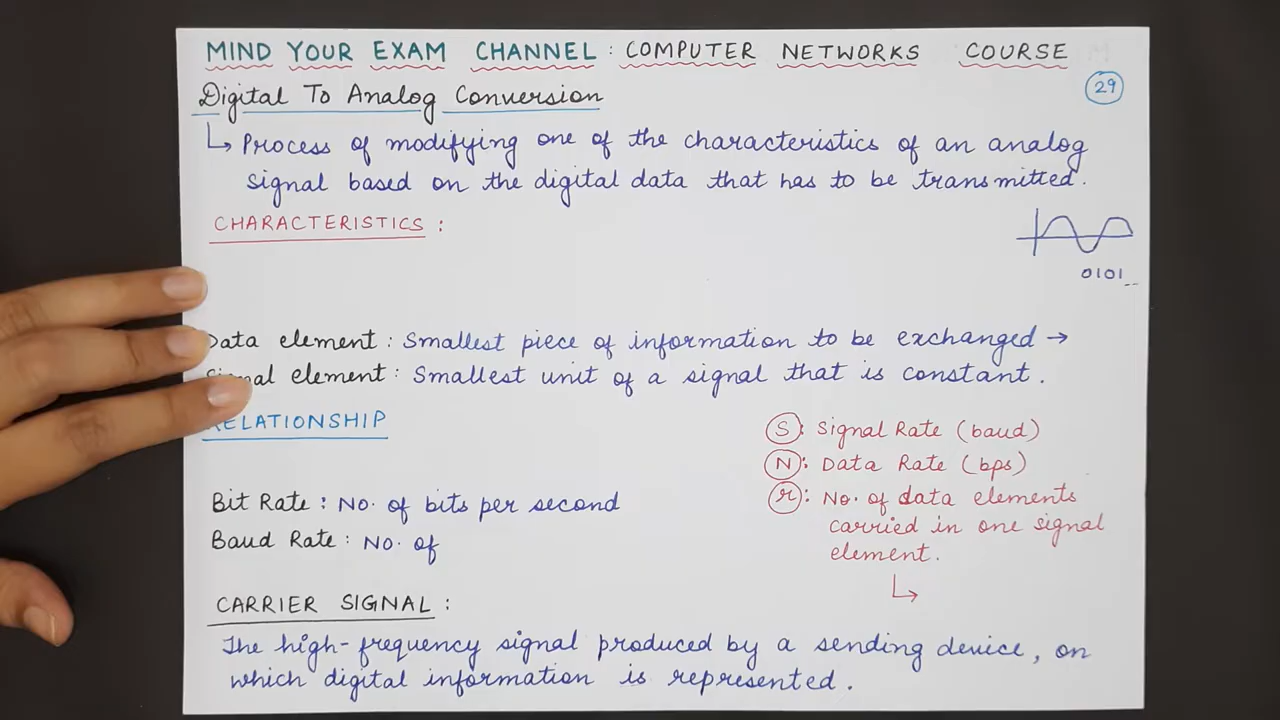 MIND YOUR EXAM CHANNEL : COMPUTER NETWORKS COURSE
Digital To Analog Conversion
29
↳ Process of modifying one of the characteristics of an analog
signal based on the digital data that has to be transmitted.
CHARACTERISTICS :
0101_ _
Data element : Smallest piece of information to be exchanged →
Signal element : Smallest unit of a signal that is constant.
RELATIONSHIP
S : Signal Rate (baud)
N : Data Rate (bps)
r : No. of data elements
carried in one signal
element.
↳
Bit Rate : No. of bits per second
Baud Rate : No. of
CARRIER SIGNAL :
The high-frequency signal produced by a sending device, on
which digital information is represented.